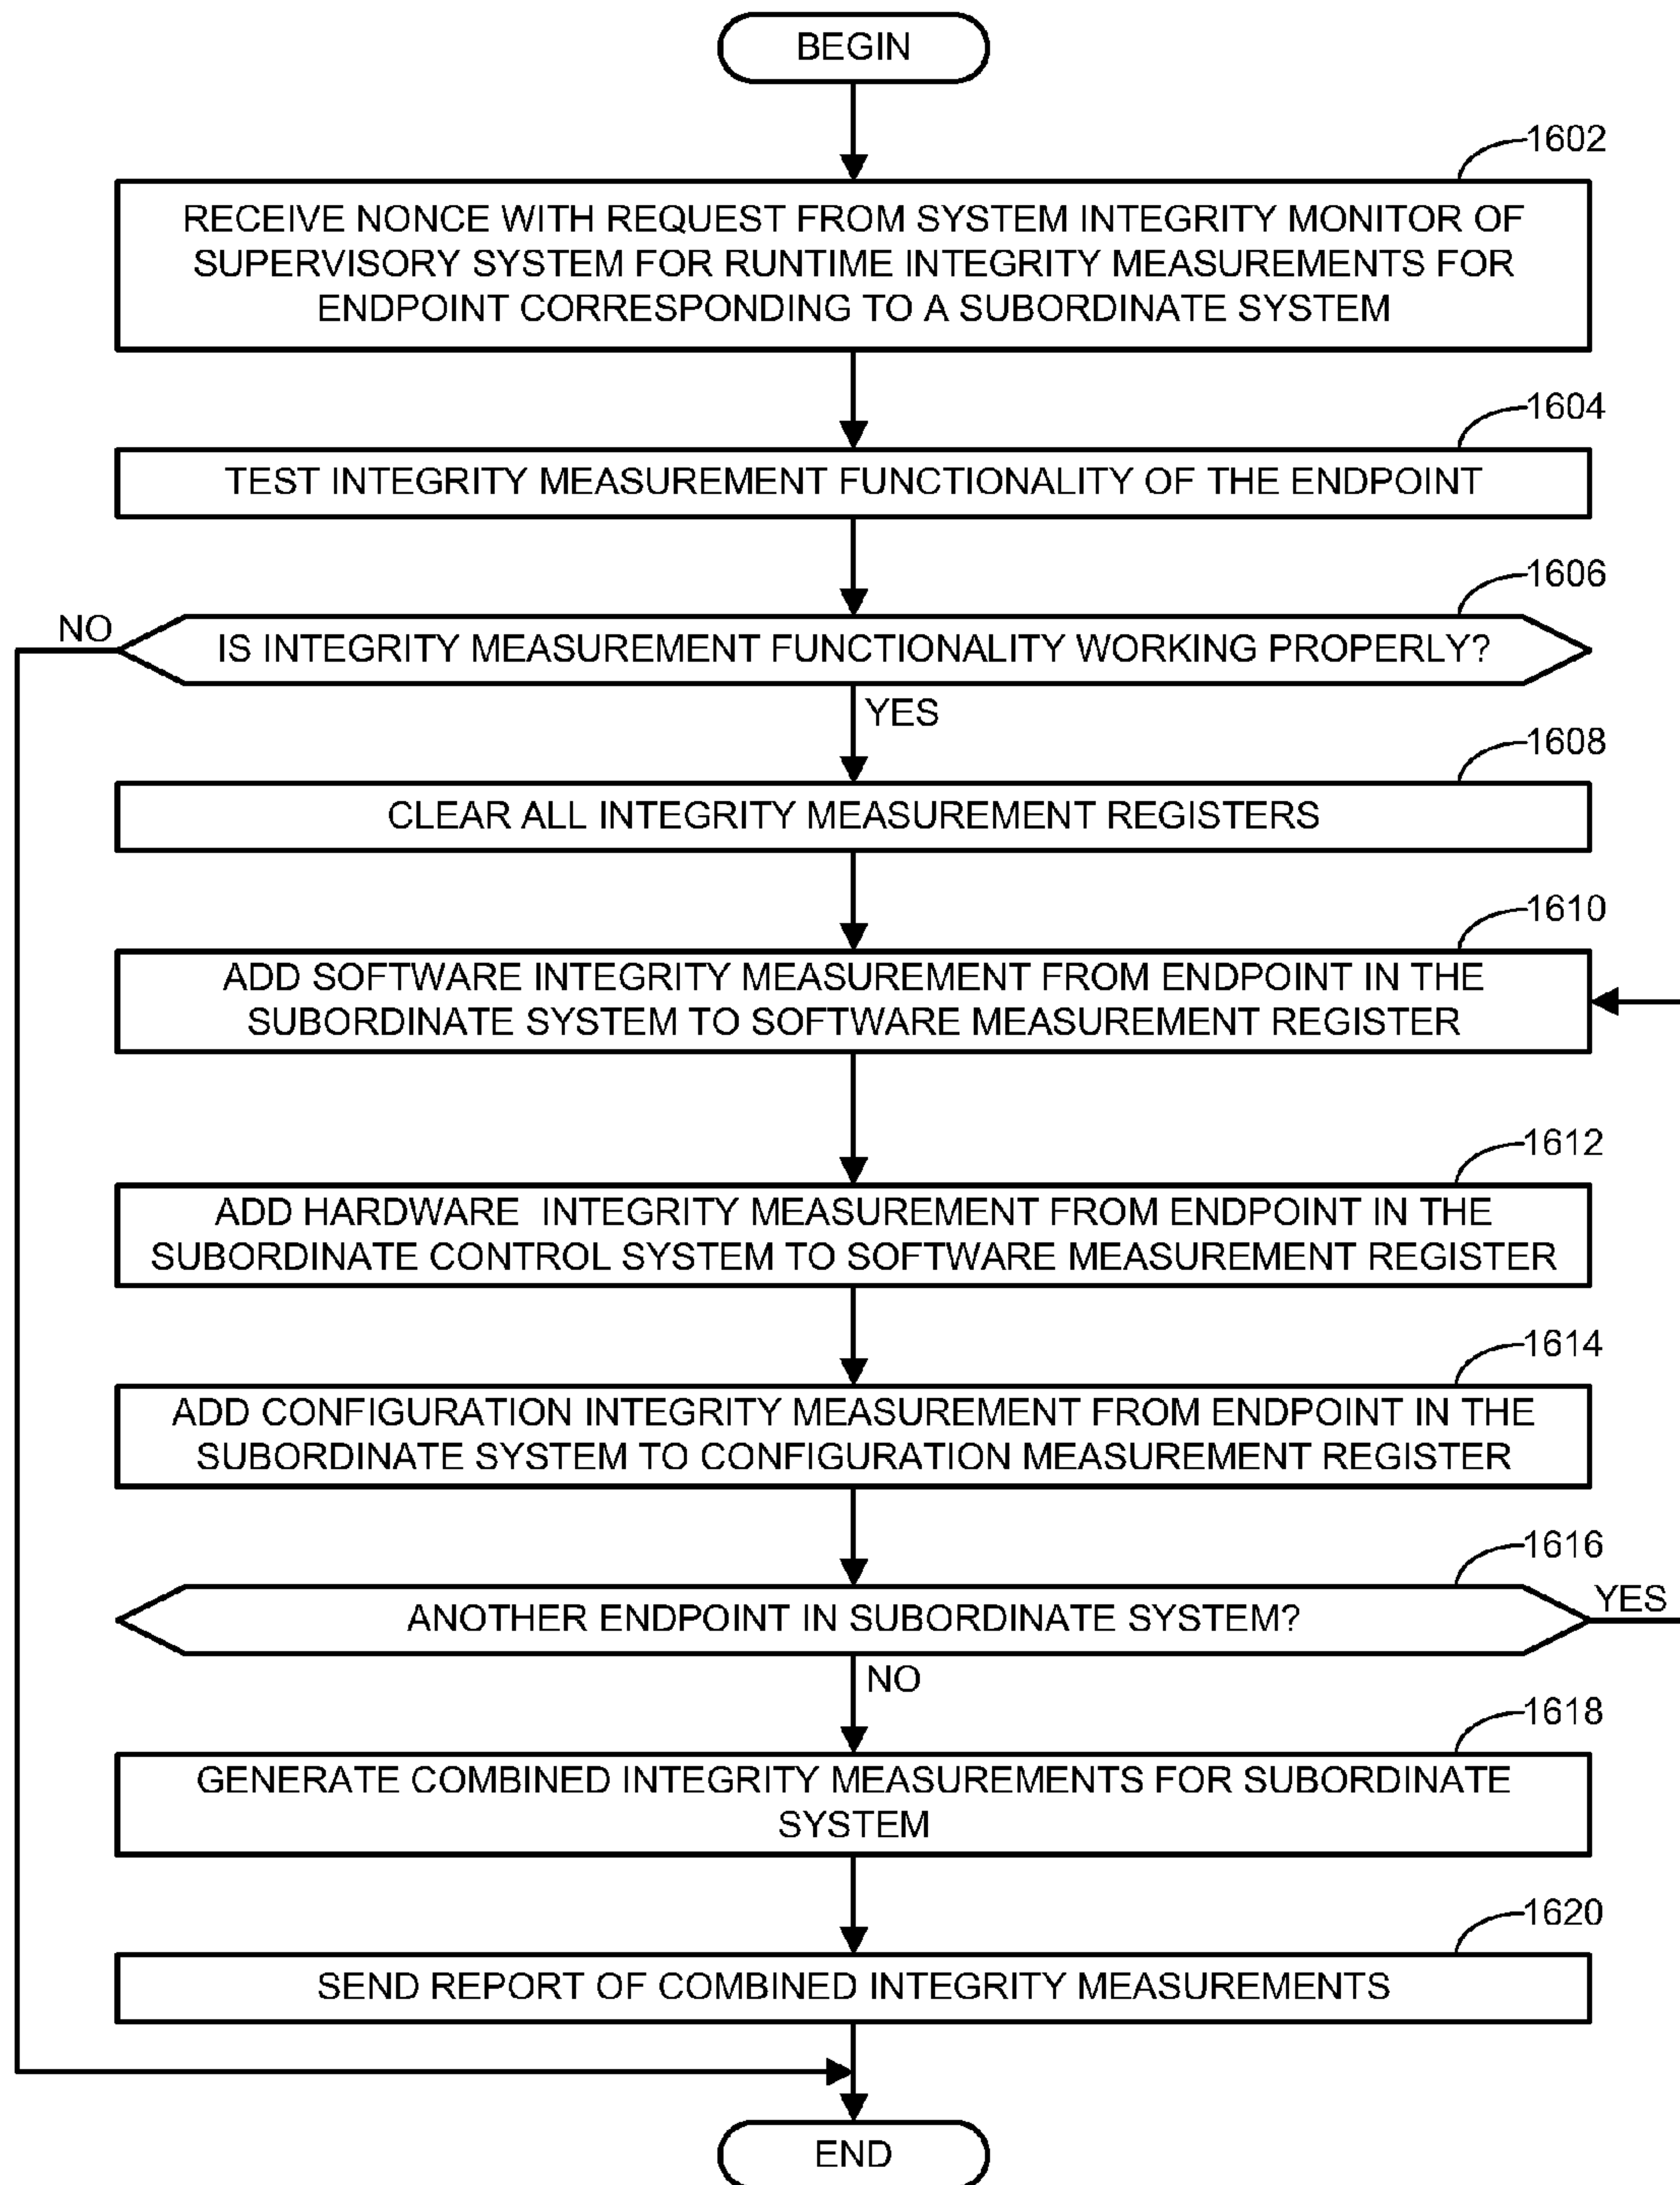 BEGIN
1602
RECEIVE NONCE WITH REQUEST FROM SYSTEM INTEGRITY MONITOR OF
SUPERVISORY SYSTEM FOR RUNTIME INTEGRITY MEASUREMENTS FOR
ENDPOINT CORRESPONDING TO A SUBORDINATE SYSTEM
1604
TEST INTEGRITY MEASUREMENT FUNCTIONALITY OF THE ENDPOINT
1606
NO
IS INTEGRITY MEASUREMENT FUNCTIONALITY WORKING PROPERLY?
YES
1608
CLEAR ALL INTEGRITY MEASUREMENT REGISTERS
1610
ADD SOFTWARE INTEGRITY MEASUREMENT FROM ENDPOINT IN THE
SUBORDINATE SYSTEM TO SOFTWARE MEASUREMENT REGISTER
1612
ADD HARDWARE  INTEGRITY MEASUREMENT FROM ENDPOINT IN THE
SUBORDINATE CONTROL SYSTEM TO SOFTWARE MEASUREMENT REGISTER
1614
ADD CONFIGURATION INTEGRITY MEASUREMENT FROM ENDPOINT IN THE
SUBORDINATE SYSTEM TO CONFIGURATION MEASUREMENT REGISTER
1616
ANOTHER ENDPOINT IN SUBORDINATE SYSTEM?
YES
NO
1618
GENERATE COMBINED INTEGRITY MEASUREMENTS FOR SUBORDINATE
SYSTEM
1620
SEND REPORT OF COMBINED INTEGRITY MEASUREMENTS
END